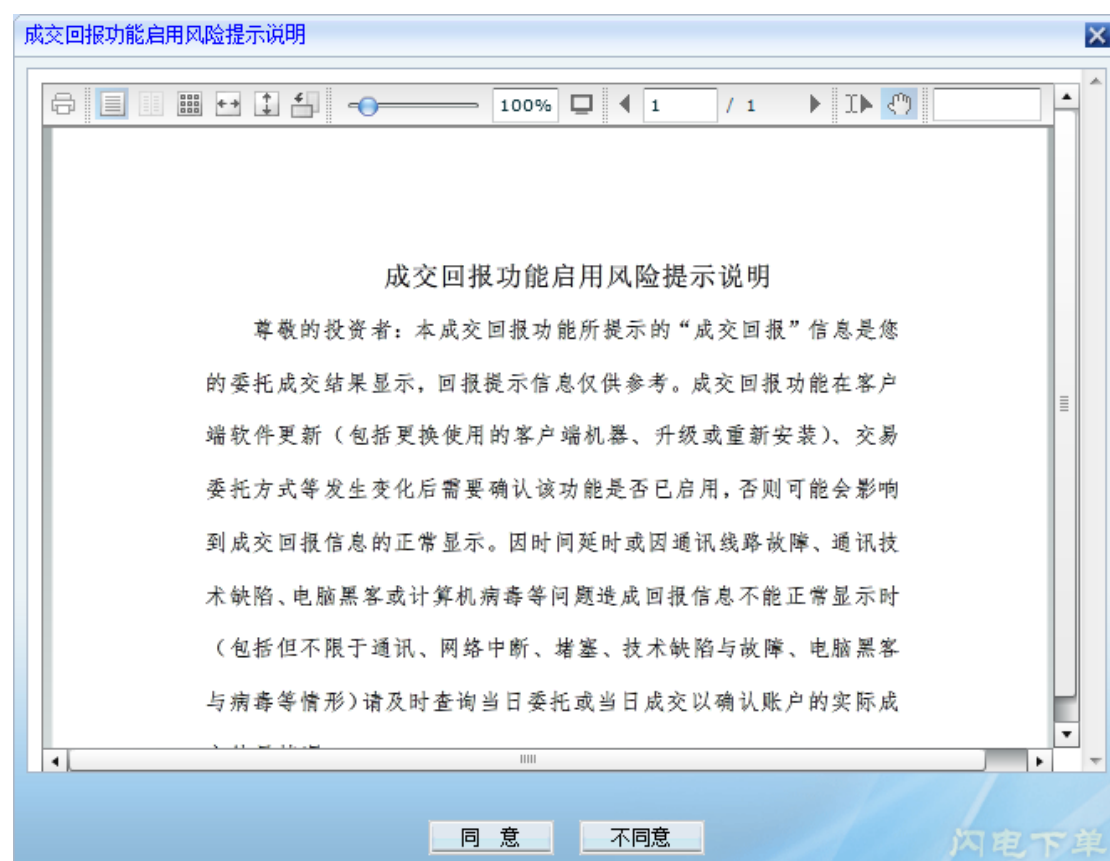 成交回报功能启用风险提示说明
100%
1
/ 1
成交回报功能启用风险提示说明
尊敬的投资者：本成交回报功能所提示的“成交回报”信息是您
的委托成交结果显示，回报提示信息仅供参考。成交回报功能在客户
端软件更新（包括更换使用的客户端机器、升级或重新安装）、交易
委托方式等发生变化后需要确认该功能是否已启用，否则可能会影响
到成交回报信息的正常显示。因时间延时或因通讯线路故障、通讯技
术缺陷、电脑黑客或计算机病毒等问题造成回报信息不能正常显示时
（包括但不限于通讯、网络中断、堵塞、技术缺陷与故障、电脑黑客
与病毒等情形）请及时查询当日委托或当日成交以确认账户的实际成
同 意
不同意
闪电下单